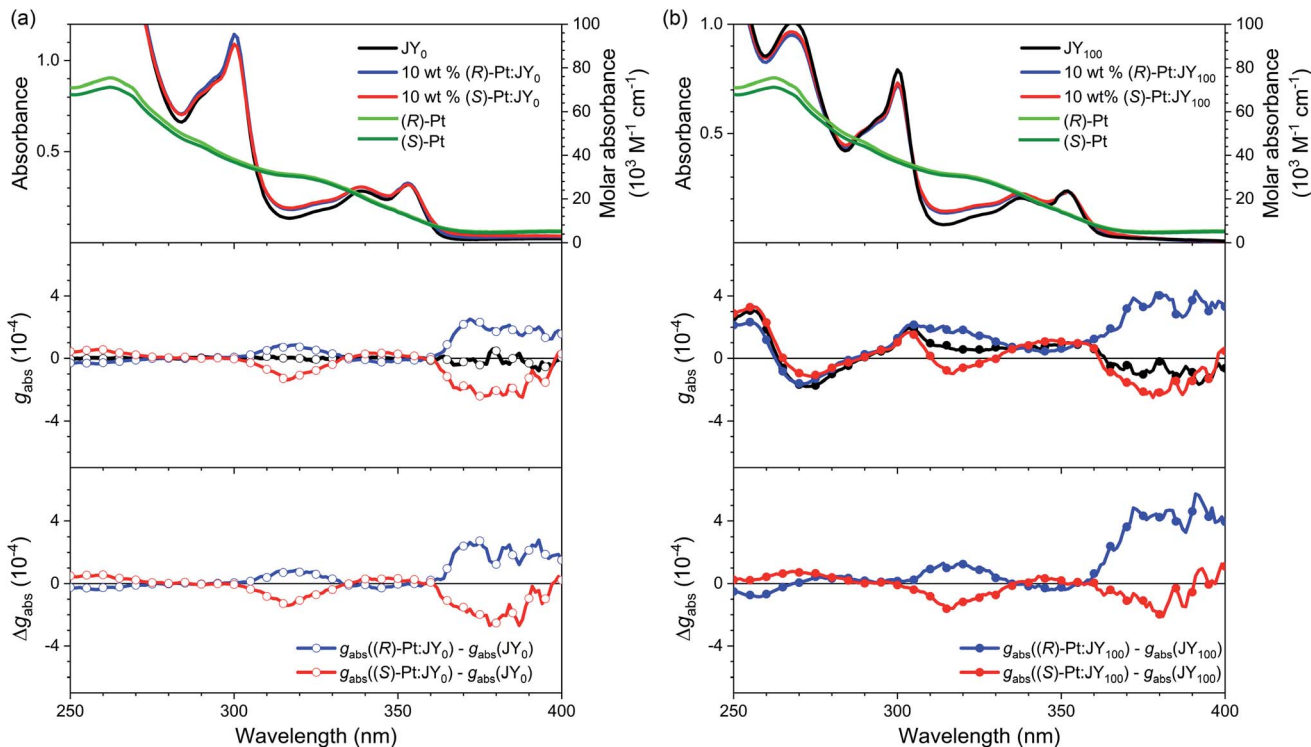 (a)
JY₀
10 wt % (R)-Pt:JY₀
10 wt % (S)-Pt:JY₀
(R)-Pt
(S)-Pt
1.0
0.5
Absorbance
100
80
60
40
20
0
Molar absorbance
(10³ M⁻¹ cm⁻¹)
4
0
-4
gabs (10⁻⁴)
4
0
-4
Δgabs (10⁻⁴)
gabs((R)-Pt:JY₀) - gabs(JY₀)
gabs((S)-Pt:JY₀) - gabs(JY₀)
250 300 350 400
Wavelength (nm)
(b)
JY₁₀₀
10 wt % (R)-Pt:JY₁₀₀
10 wt% (S)-Pt:JY₁₀₀
(R)-Pt
(S)-Pt
1.0
0.5
Absorbance
100
80
60
40
20
0
Molar absorbance
(10³ M⁻¹ cm⁻¹)
4
0
-4
gabs (10⁻⁴)
4
0
-4
Δgabs (10⁻⁴)
gabs((R)-Pt:JY₁₀₀) - gabs(JY₁₀₀)
gabs((S)-Pt:JY₁₀₀) - gabs(JY₁₀₀)
250 300 350 400
Wavelength (nm)